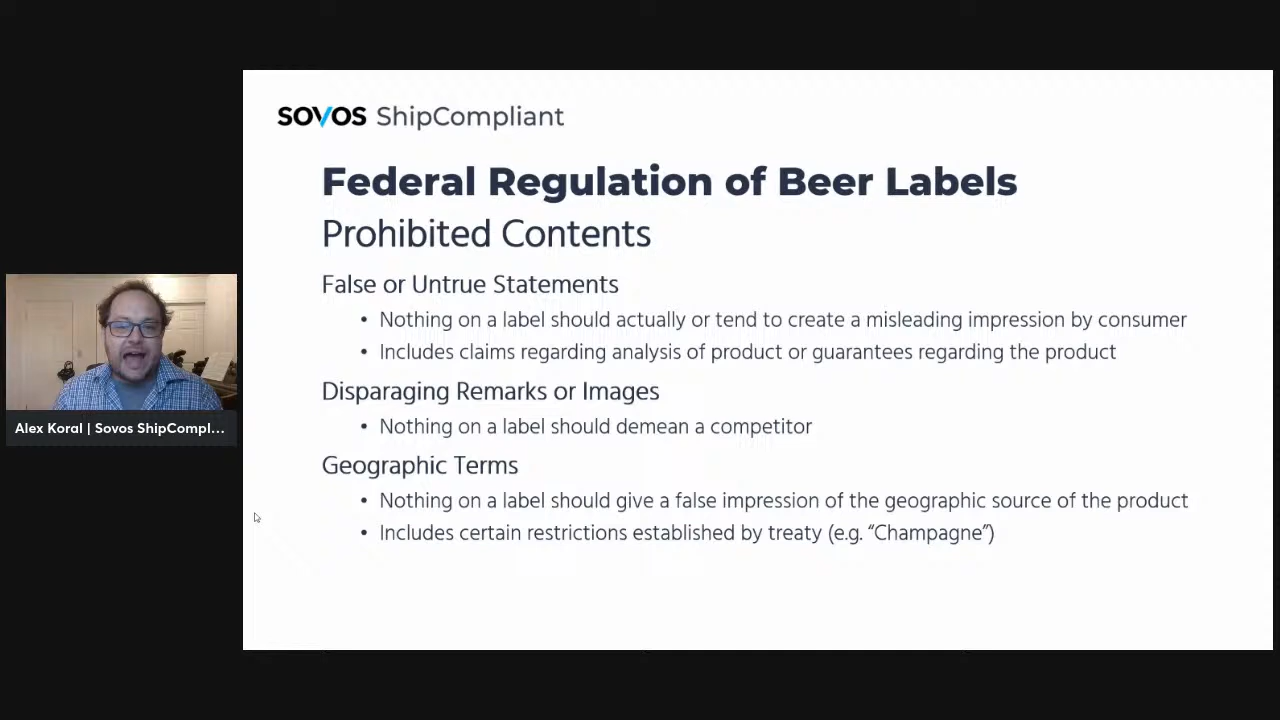 SOVOS ShipCompliant
Federal Regulation of Beer Labels
Prohibited Contents
False or Untrue Statements
• Nothing on a label should actually or tend to create a misleading impression by consumer
• Includes claims regarding analysis of product or guarantees regarding the product
Disparaging Remarks or Images
• Nothing on a label should demean a competitor
Geographic Terms
• Nothing on a label should give a false impression of the geographic source of the product
• Includes certain restrictions established by treaty (e.g. “Champagne”)
Alex Koral | Sovos ShipCompl...